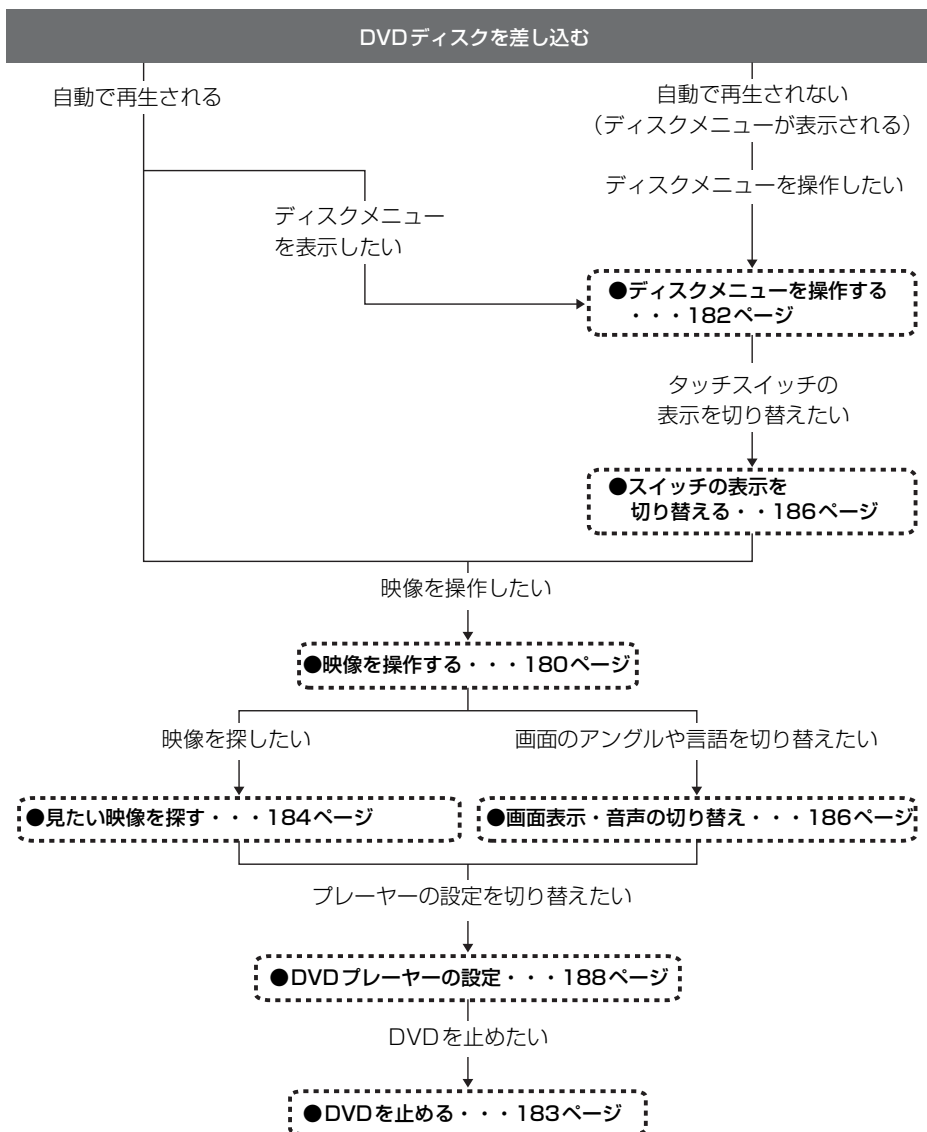 DVDディスクを差し込む
自動で再生される
自動で再生されない
（ディスクメニューが表示される）
ディスクメニューを操作したい
ディスクメニュー
を表示したい
●ディスクメニューを操作する
・・・182ページ
タッチスイッチの
表示を切り替えたい
●スイッチの表示を
切り替える・・186ページ
映像を操作したい
●映像を操作する・・・180ページ
映像を探したい
画面のアングルや言語を切り替えたい
●見たい映像を探す・・・184ページ
●画面表示・音声の切り替え・・・186ページ
プレーヤーの設定を切り替えたい
●DVDプレーヤーの設定・・・188ページ
DVDを止めたい
●DVDを止める・・・183ページ